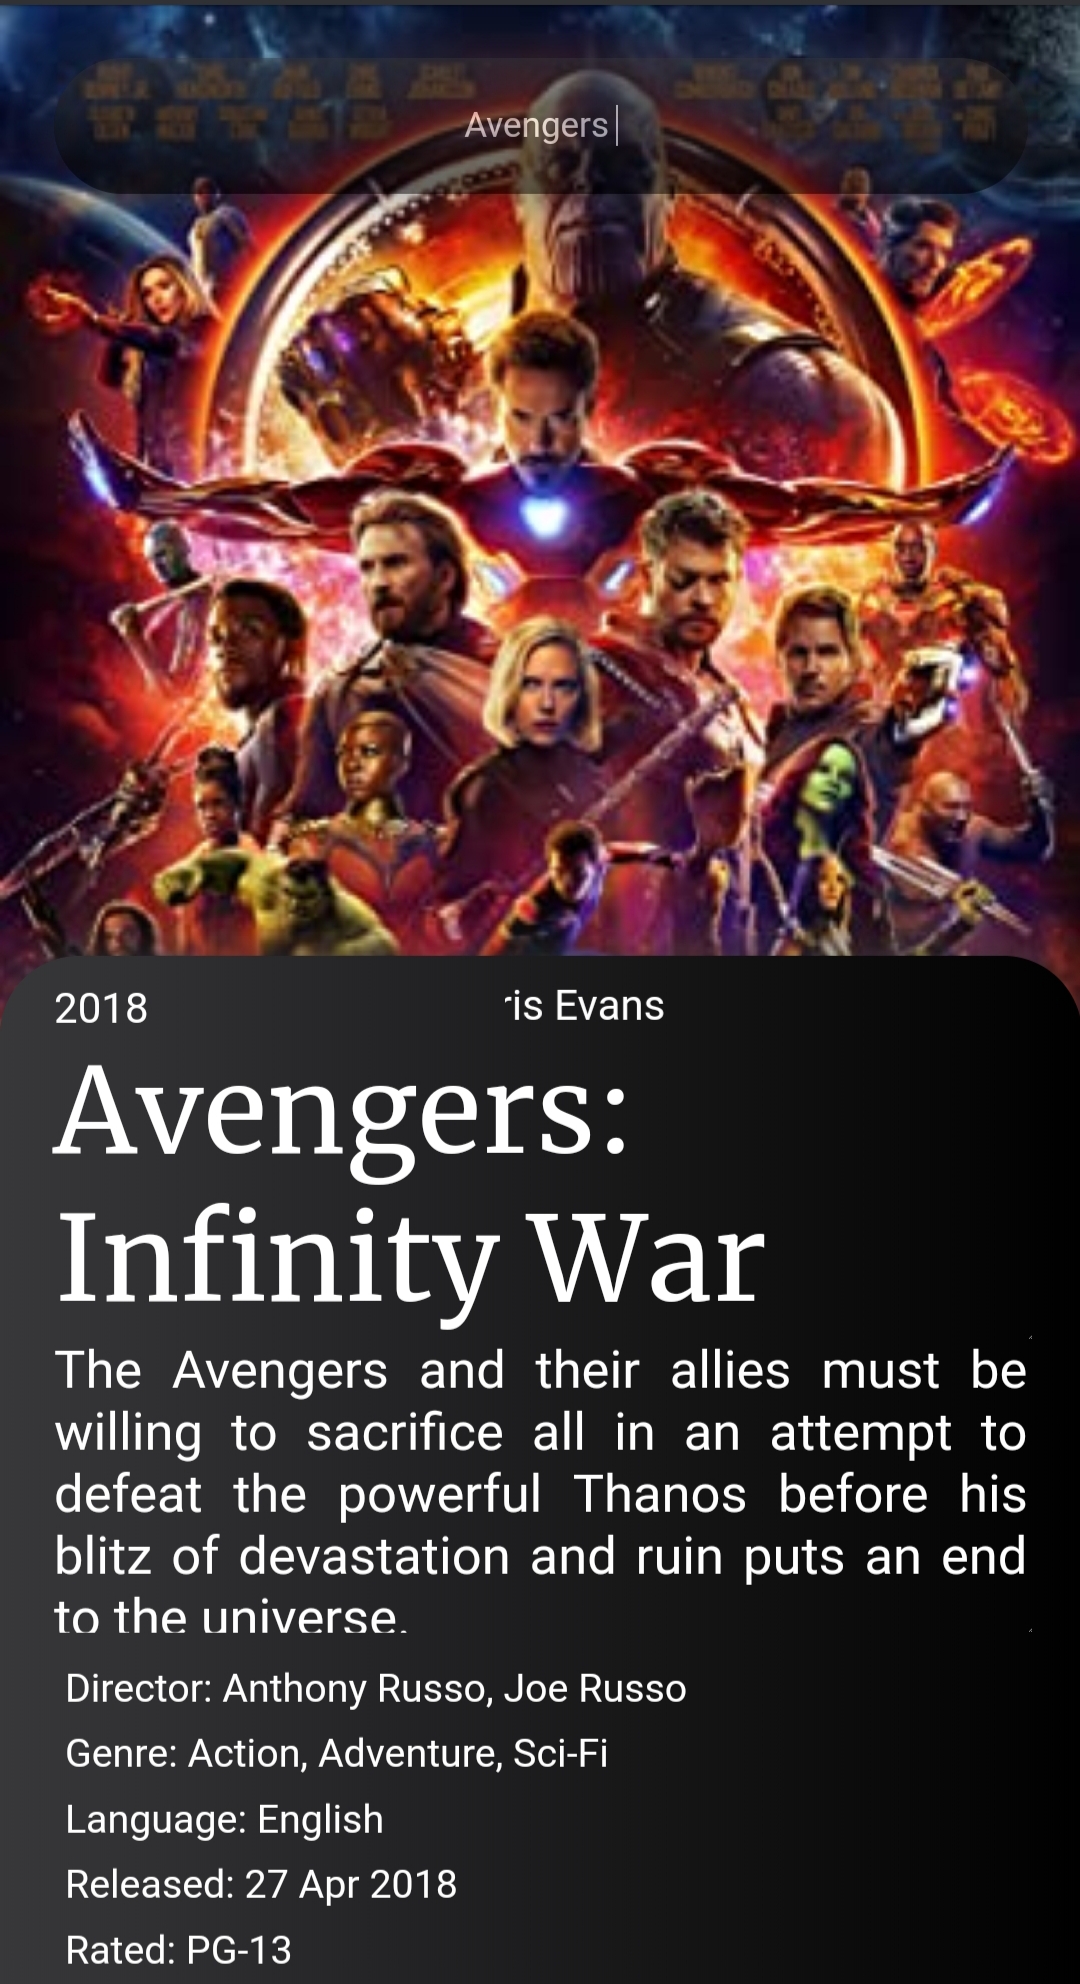 Avengers
2018
ris Evans
Avengers:
Infinity War
The Avengers and their allies must be
willing to sacrifice all in an attempt to
defeat the powerful Thanos before his
blitz of devastation and ruin puts an end
to the universe.
Director: Anthony Russo, Joe Russo
Genre: Action, Adventure, Sci-Fi
Language: English
Released: 27 Apr 2018
Rated: PG-13